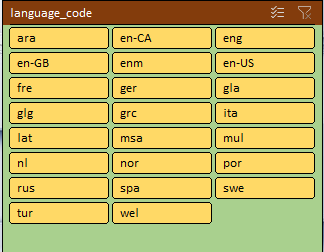 language_code
ara en-CA eng
en-GB enm en-US
fre ger gla
glg grc ita
lat msa mul
nl nor por
rus spa swe
tur wel